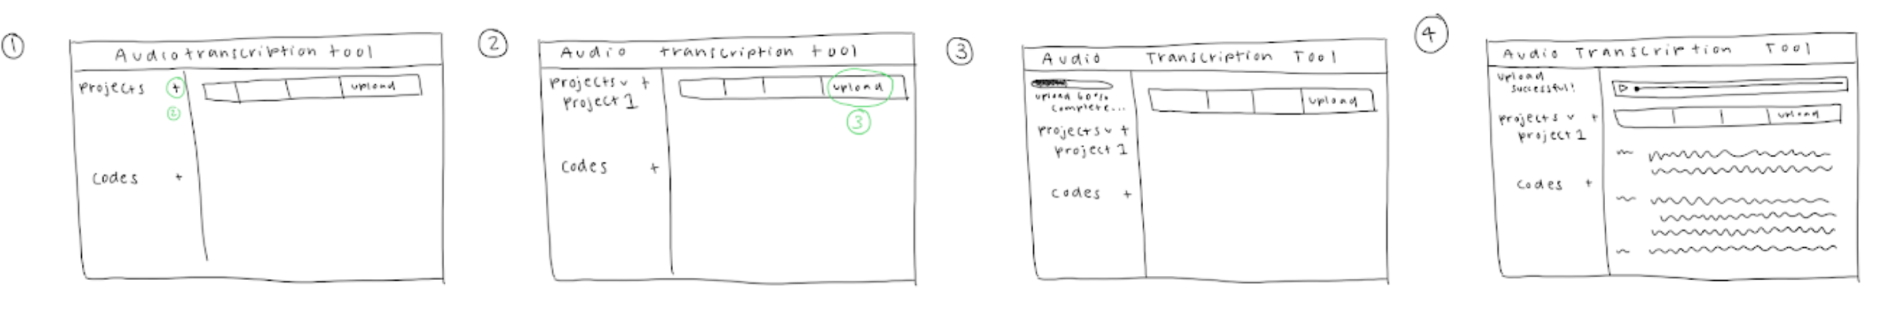 1
Audio transcription tool
Projects +
2
upload
Codes +
2
Audio transcription tool
Projects v +
Project 1
upload
3
Codes +
3
Audio Transcription Tool
upload 60%
complete...
upload
Projects v +
Project 1
Codes +
4
Audio Transcription Tool
upload
successful!
Projects v +
Project 1
upload
Codes +